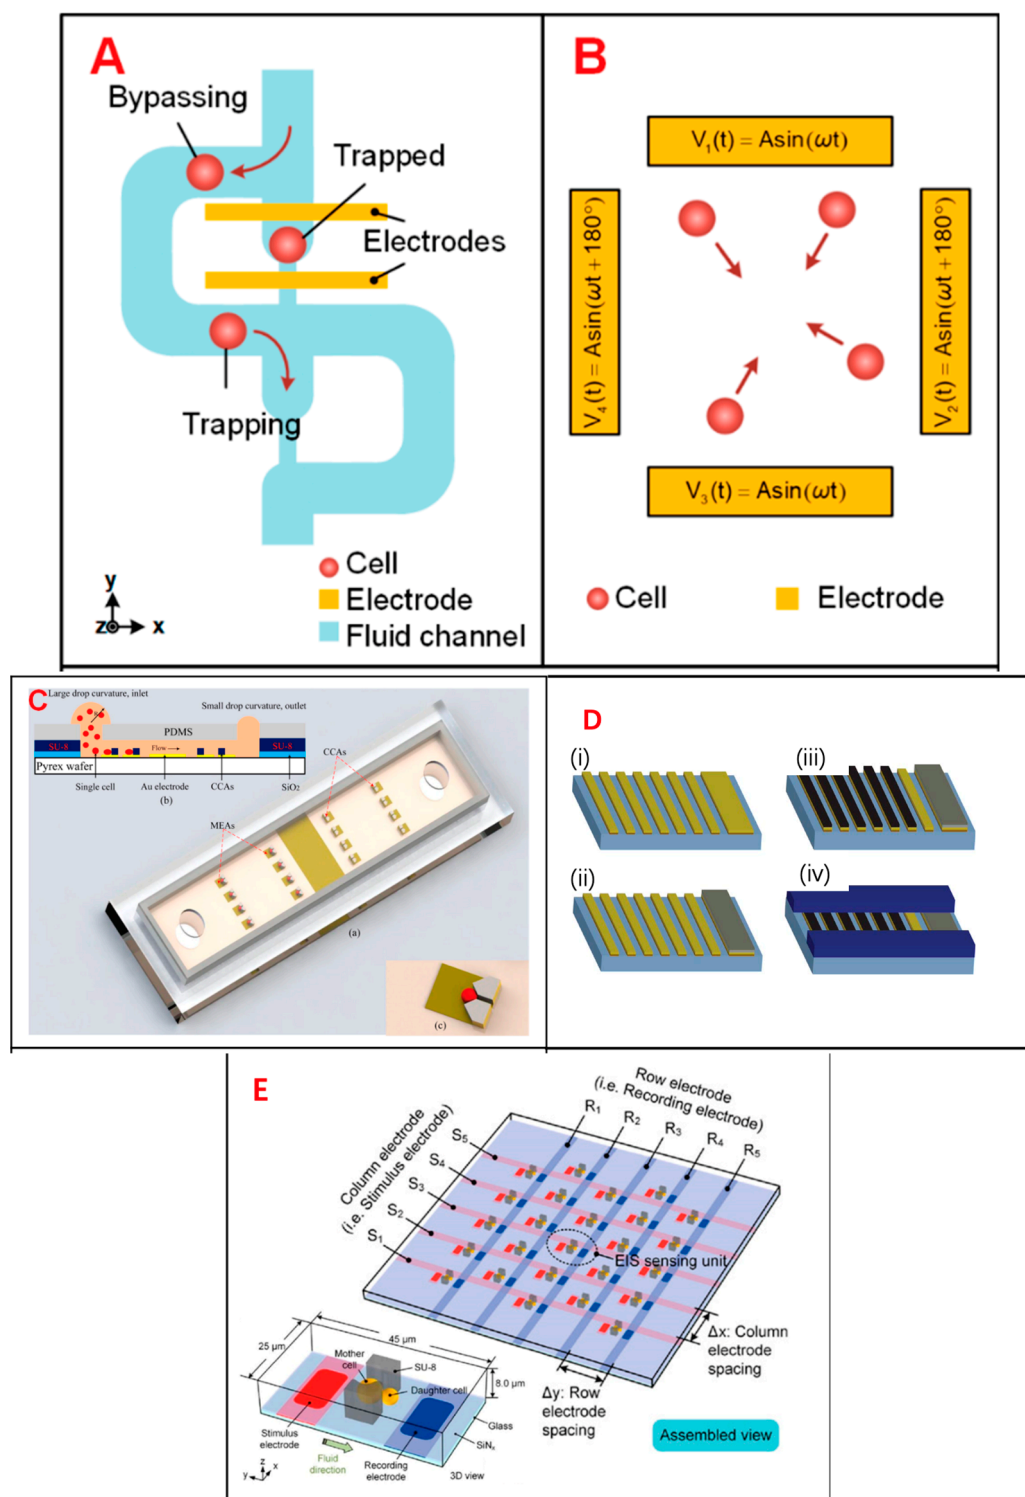 A
Bypassing
Trapped
Electrodes
Trapping
Cell
Electrode
Fluid channel
y
z
x
B
V₁(t) = Asin(ωt)
V₄(t) = Asin(ωt + 180°)
V₂(t) = Asin(ωt + 180°)
V₃(t) = Asin(ωt)
Cell
Electrode
C
Large drop curvature, inlet
Small drop curvature, outlet
PDMS
SU-8
Flow
SU-8
Pyrex wafer
Single cell
Au electrode
CCAs
SiO₂
(b)
CCAs
MEAs
(a)
(c)
D
(i)
(iii)
(ii)
(iv)
E
Row electrode
(i.e. Recording electrode)
R₁
R₂
R₃
R₄
R₅
Column electrode
(i.e. Stimulus electrode)
S₅
S₄
S₃
S₂
S₁
EIS sensing unit
Δx: Column
electrode
spacing
Δy: Row
electrode
spacing
Assembled view
25 μm
45 μm
8.0 μm
Mother
cell
SU-8
Daughter cell
Glass
SiNₓ
Stimulus
electrode
Fluid
direction
Recording
electrode
3D view
z
y
x